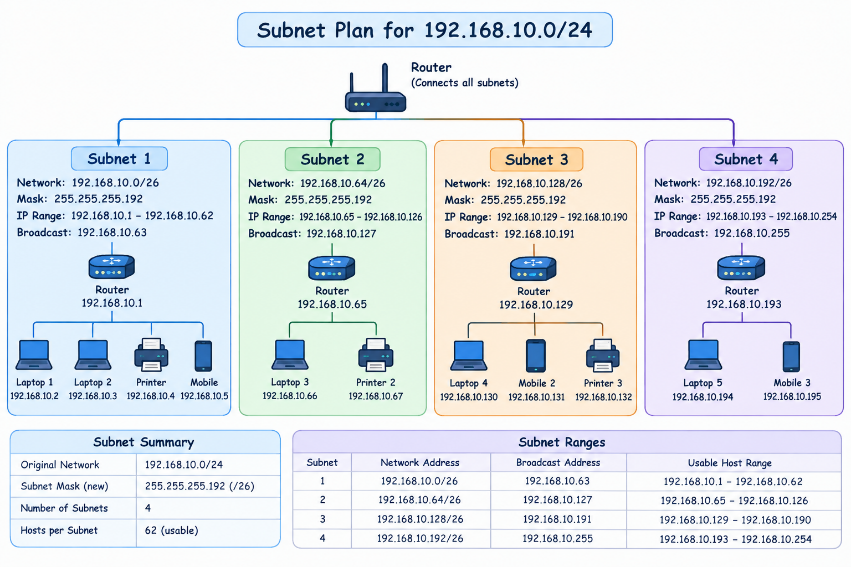 Subnet Plan for 192.168.10.0/24
Router
(Connects all subnets)
Subnet 1
Network: 192.168.10.0/26
Mask: 255.255.255.192
IP Range: 192.168.10.1 – 192.168.10.62
Broadcast: 192.168.10.63
Router
192.168.10.1
Laptop 1
192.168.10.2
Laptop 2
192.168.10.3
Printer
192.168.10.4
Mobile
192.168.10.5
Subnet 2
Network: 192.168.10.64/26
Mask: 255.255.255.192
IP Range: 192.168.10.65 – 192.168.10.126
Broadcast: 192.168.10.127
Router
192.168.10.65
Laptop 3
192.168.10.66
Printer 2
192.168.10.67
Subnet 3
Network: 192.168.10.128/26
Mask: 255.255.255.192
IP Range: 192.168.10.129 – 192.168.10.190
Broadcast: 192.168.10.191
Router
192.168.10.129
Laptop 4
192.168.10.130
Mobile 2
192.168.10.131
Printer 3
192.168.10.132
Subnet 4
Network: 192.168.10.192/26
Mask: 255.255.255.192
IP Range: 192.168.10.193 – 192.168.10.254
Broadcast: 192.168.10.255
Router
192.168.10.193
Laptop 5
192.168.10.194
Mobile 3
192.168.10.195
Subnet Summary
Original Network 192.168.10.0/24
Subnet Mask (new) 255.255.255.192 (/26)
Number of Subnets 4
Hosts per Subnet 62 (usable)
Subnet Ranges
Subnet Network Address Broadcast Address Usable Host Range
1 192.168.10.0/26 192.168.10.63 192.168.10.1 – 192.168.10.62
2 192.168.10.64/26 192.168.10.127 192.168.10.65 – 192.168.10.126
3 192.168.10.128/26 192.168.10.191 192.168.10.129 – 192.168.10.190
4 192.168.10.192/26 192.168.10.255 192.168.10.193 – 192.168.10.254